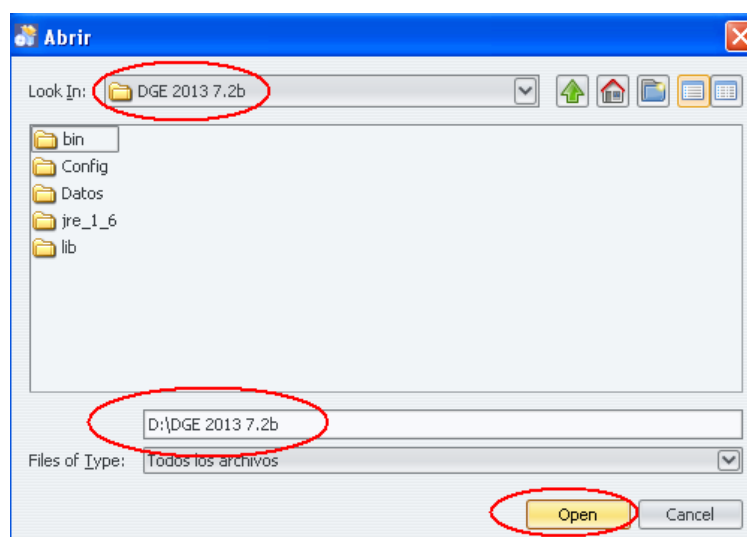 Abrir
Look In: DGE 2013 7.2b
bin
Config
Datos
jre_1_6
lib
D:\DGE 2013 7.2b
Files of Type: Todos los archivos
Open Cancel